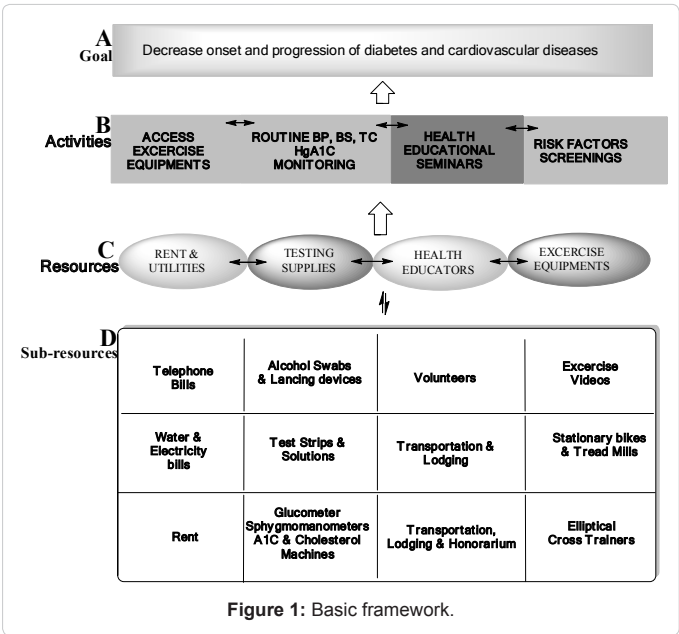 A
Goal
Decrease onset and progression of diabetes and cardiovascular diseases
B
Activities
ACCESS
EXCERCISE
EQUIPMENTS
ROUTINE BP, BS, TC
HgA1C
MONITORING
HEALTH
EDUCATIONAL
SEMINARS
RISK FACTORS
SCREENINGS
C
Resources
RENT &
UTILITIES
TESTING
SUPPLIES
HEALTH
EDUCATORS
EXCERCISE
EQUIPMENTS
D
Sub-resources
Telephone
Bills
Alcohol Swabs
& Lancing devices
Volunteers
Excercise
Videos
Water &
Electricity
bills
Test Strips &
Solutions
Transportation &
Lodging
Stationary bikes
& Tread Mills
Rent
Glucometer
Sphygmomanometers
A1C & Cholesterol
Machines
Transportation,
Lodging & Honorarium
Elliptical
Cross Trainers
Figure 1: Basic framework.